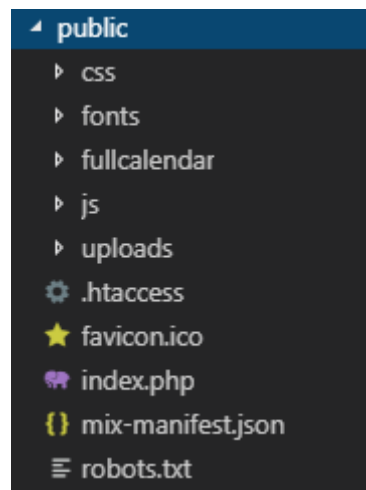 public
css
fonts
fullcalendar
js
uploads
.htaccess
favicon.ico
index.php
mix-manifest.json
robots.txt